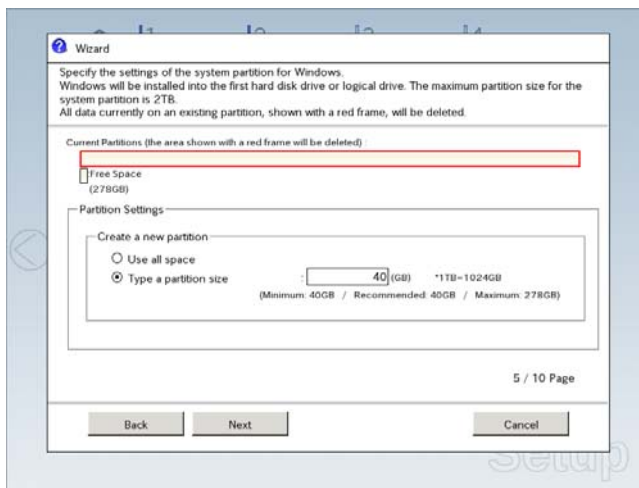 Wizard
Specify the settings of the system partition for Windows.
Windows will be installed into the first hard disk drive or logical drive. The maximum partition size for the
system partition is 2TB.
All data currently on an existing partition, shown with a red frame, will be deleted.
Current Partitions (the area shown with a red frame will be deleted)
:Free Space
(278GB)
Partition Settings
Create a new partition
Use all space
Type a partition size : 40 (GB) *1TB=1024GB
(Minimum: 40GB / Recommended: 40GB / Maximum: 278GB)
5 / 10 Page
Back Next Cancel
Setup